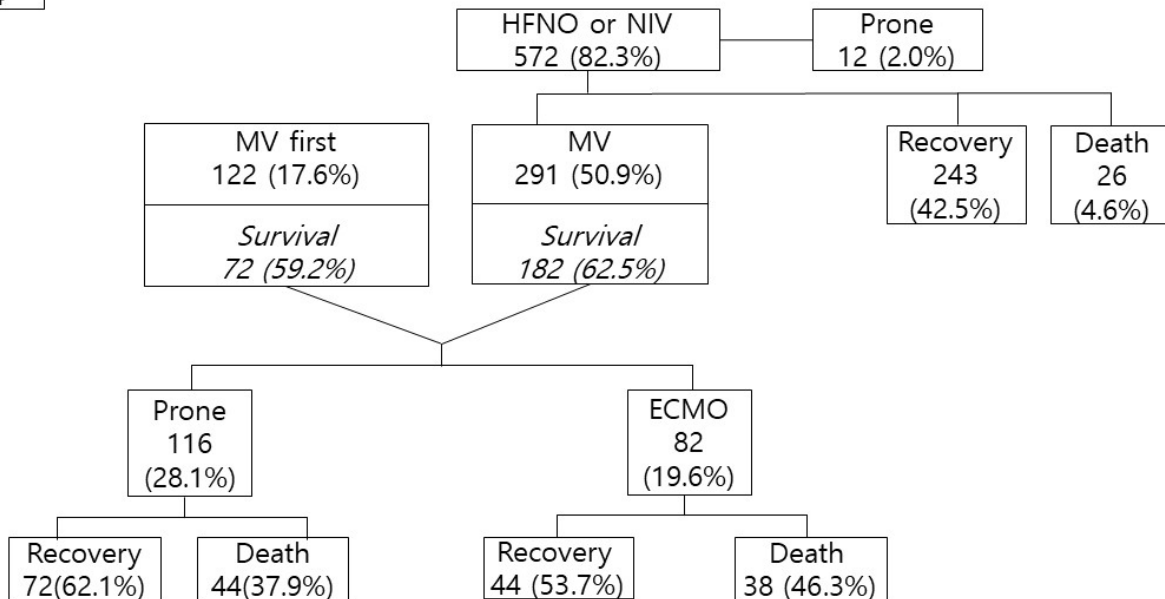 HFNO or NIV
572 (82.3%)
Prone
12 (2.0%)
MV first
122 (17.6%)
Survival
72 (59.2%)
MV
291 (50.9%)
Survival
182 (62.5%)
Recovery
243
(42.5%)
Death
26
(4.6%)
Prone
116
(28.1%)
ECMO
82
(19.6%)
Recovery
72(62.1%)
Death
44(37.9%)
Recovery
44 (53.7%)
Death
38 (46.3%)